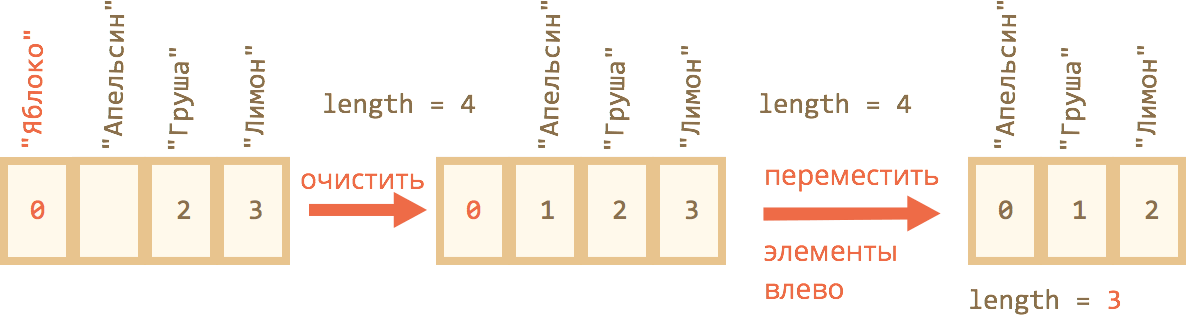 "Яблоко"
"Апельсин"
"Груша"
"Лимон"
0
2
3
length = 4
очистить
"Апельсин"
"Груша"
"Лимон"
0
1
2
3
length = 4
переместить
элементы
влево
"Апельсин"
"Груша"
"Лимон"
0
1
2
length = 3